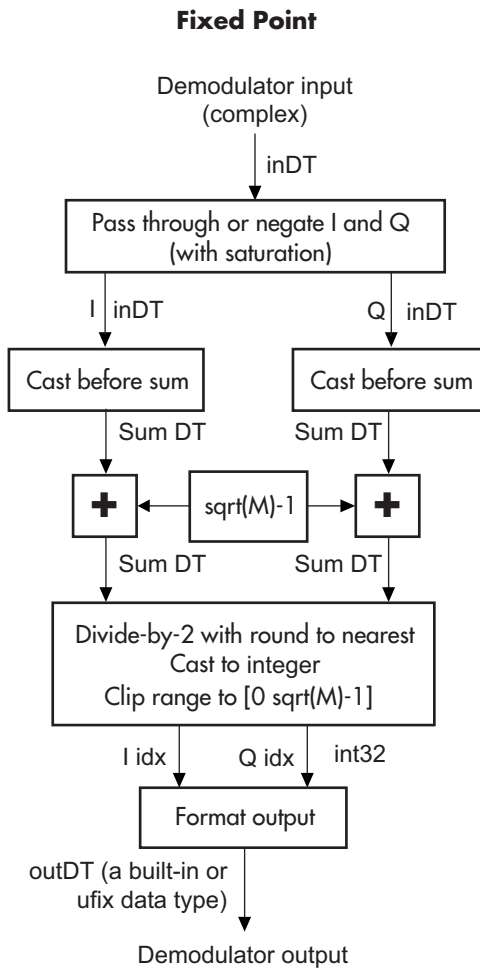 Fixed Point
Demodulator input
(complex)
inDT
Pass through or negate I and Q
(with saturation)
I inDT
Q inDT
Cast before sum
Cast before sum
Sum DT
Sum DT
+
sqrt(M)-1
+
Sum DT
Sum DT
Divide-by-2 with round to nearest
Cast to integer
Clip range to [0 sqrt(M)-1]
I idx
Q idx
int32
Format output
outDT (a built-in or
ufix data type)
Demodulator output